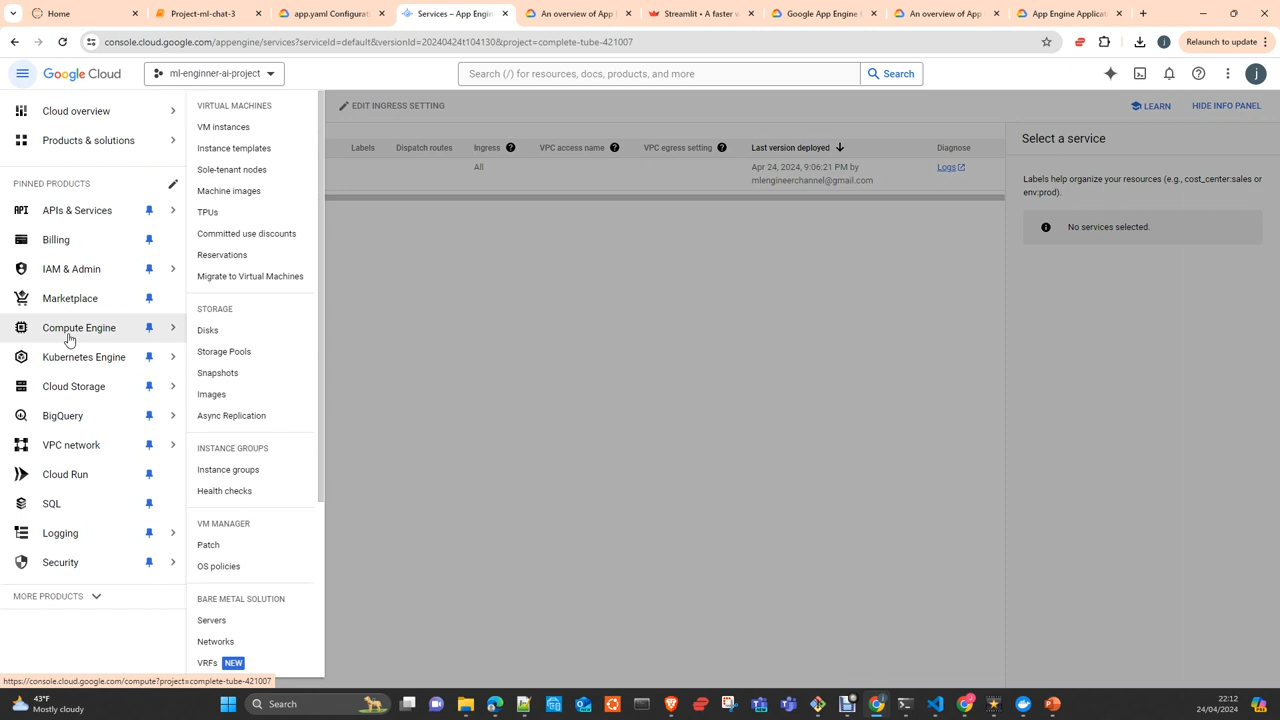 Home
Project-ml-chat-3
app.yaml Configurat
Services – App Engin
An overview of App E
Streamlit • A faster w
Google App Engine
An overview of App E
App Engine Applicati
console.cloud.google.com/appengine/services?serviceId=default&versionId=20240424t104130&project=complete-tube-421007
Relaunch to update
Google Cloud
ml-enginner-ai-project
Search (/) for resources, docs, products, and more
Search
j
Cloud overview
Products & solutions
PINNED PRODUCTS
API APIs & Services
Billing
IAM & Admin
Marketplace
Compute Engine
Kubernetes Engine
Cloud Storage
BigQuery
VPC network
Cloud Run
SQL
Logging
Security
MORE PRODUCTS
VIRTUAL MACHINES
VM instances
Instance templates
Sole-tenant nodes
Machine images
TPUs
Committed use discounts
Reservations
Migrate to Virtual Machines
STORAGE
Disks
Storage Pools
Snapshots
Images
Async Replication
INSTANCE GROUPS
Instance groups
Health checks
VM MANAGER
Patch
OS policies
BARE METAL SOLUTION
Servers
Networks
VRFs NEW
EDIT INGRESS SETTING
LEARN
HIDE INFO PANEL
Labels Dispatch routes Ingress VPC access name VPC egress setting Last version deployed Diagnose
All Apr 24, 2024, 9:06:21 PM by Logs
mlengineerchannel@gmail.com
Select a service
Labels help organize your resources (e.g., cost_center:sales or
env:prod).
No services selected.
https://console.cloud.google.com/compute?project=complete-tube-421007
43°F
Mostly cloudy
Search
22:12
24/04/2024